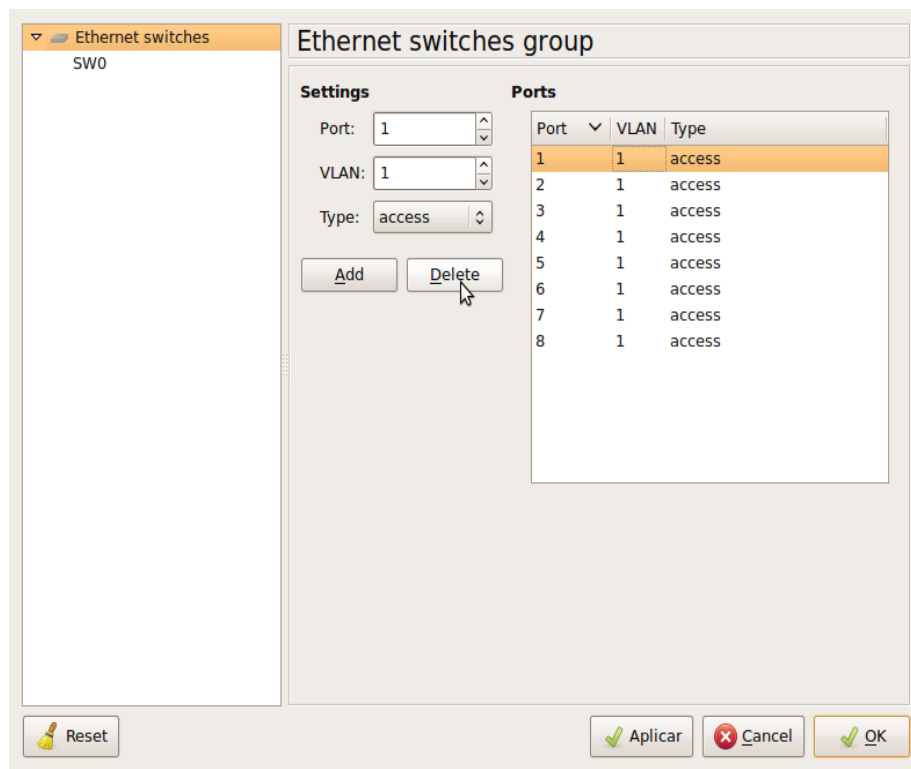 Ethernet switches
SW0
Ethernet switches group
Settings
Port: 1
VLAN: 1
Type: access
Add Delete
Ports
Port VLAN Type
1 1 access
2 1 access
3 1 access
4 1 access
5 1 access
6 1 access
7 1 access
8 1 access
Reset Aplicar Cancel OK